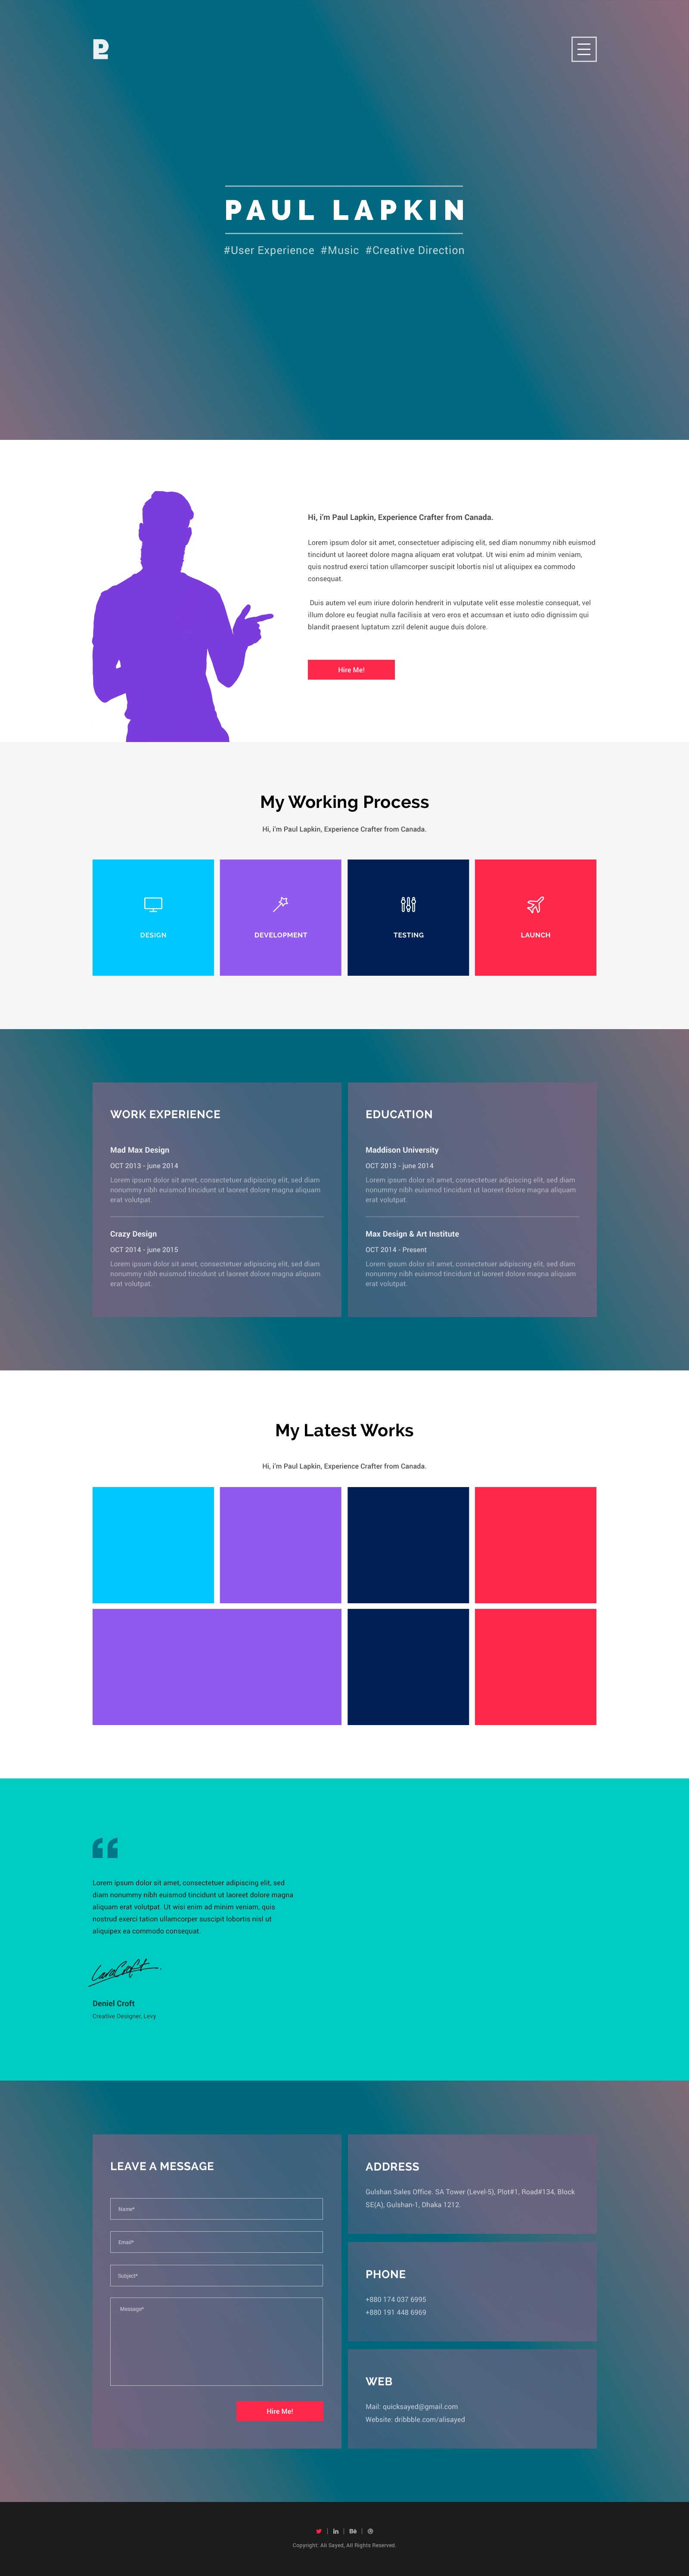 PAUL LAPKIN
#User Experience #Music #Creative Direction
Hi, i'm Paul Lapkin, Experience Crafter from Canada.
Lorem ipsum dolor sit amet, consectetuer adipiscing elit, sed diam nonummy nibh euismod
tincidunt ut laoreet dolore magna aliquam erat volutpat. Ut wisi enim ad minim veniam,
quis nostrud exerci tation ullamcorper suscipit lobortis nisl ut aliquipex ea commodo
consequat.
Duis autem vel eum iriure dolorin hendrerit in vulputate velit esse molestie consequat, vel
illum dolore eu feugiat nulla facilisis at vero eros et accumsan et iusto odio dignissim qui
blandit praesent luptatum zzril delenit augue duis dolore.
Hire Me!
My Working Process
Hi, i'm Paul Lapkin, Experience Crafter from Canada.
DESIGN
DEVELOPMENT
TESTING
LAUNCH
WORK EXPERIENCE
Mad Max Design
OCT 2013 - june 2014
Lorem ipsum dolor sit amet, consectetuer adipiscing elit, sed diam
nonummy nibh euismod tincidunt ut laoreet dolore magna aliquam
erat volutpat.
Crazy Design
OCT 2014 - june 2015
Lorem ipsum dolor sit amet, consectetuer adipiscing elit, sed diam
nonummy nibh euismod tincidunt ut laoreet dolore magna aliquam
erat volutpat.
EDUCATION
Maddison University
OCT 2013 - june 2014
Lorem ipsum dolor sit amet, consectetuer adipiscing elit, sed diam
nonummy nibh euismod tincidunt ut laoreet dolore magna aliquam
erat volutpat.
Max Design & Art Institute
OCT 2014 - Present
Lorem ipsum dolor sit amet, consectetuer adipiscing elit, sed diam
nonummy nibh euismod tincidunt ut laoreet dolore magna aliquam
erat volutpat.
My Latest Works
Hi, i'm Paul Lapkin, Experience Crafter from Canada.
Lorem ipsum dolor sit amet, consectetuer adipiscing elit, sed
diam nonummy nibh euismod tincidunt ut laoreet dolore magna
aliquam erat volutpat. Ut wisi enim ad minim veniam, quis
nostrud exerci tation ullamcorper suscipit lobortis nisl ut
aliquipex ea commodo consequat.
Lara Croft
Deniel Croft
Creative Designer, Levy
LEAVE A MESSAGE
Name*
Email*
Subject*
Message*
Hire Me!
ADDRESS
Gulshan Sales Office. SA Tower (Level-5), Plot#1, Road#134, Block
SE(A), Gulshan-1, Dhaka 1212.
PHONE
+880 174 037 6995
+880 191 448 6969
WEB
Mail: quicksayed@gmail.com
Website: dribbble.com/alisayed
in
Bē
Copyright: Ali Sayed, All Rights Reserved.